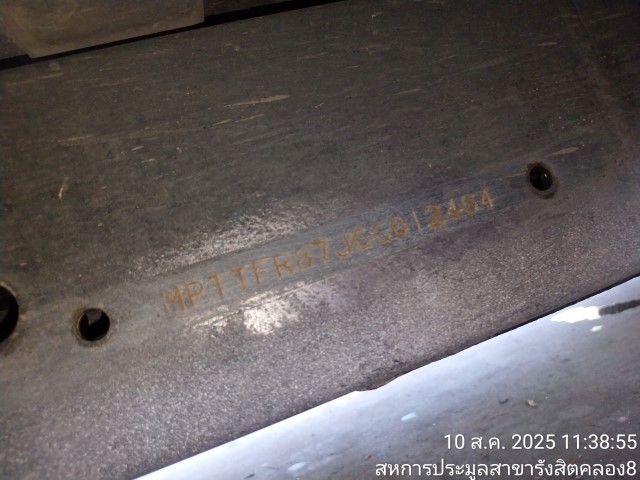 MP1TFR87JGG012484
10 ส.ค. 2025 11:38:55
สหการประมูลสาขารังสิตคลอง8